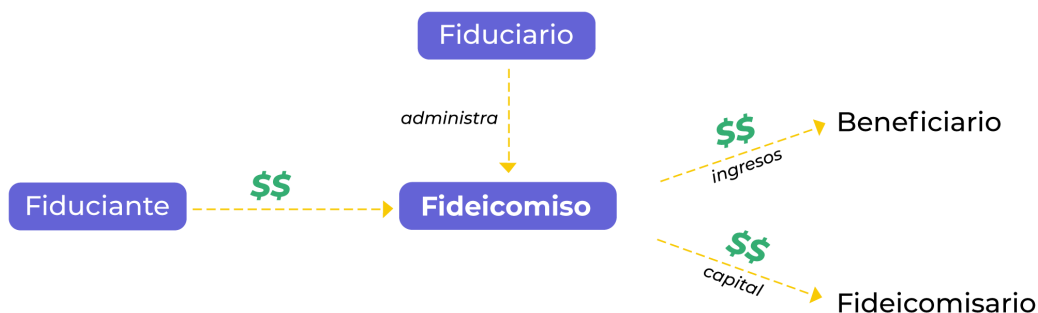 Fiduciario
administra
$$
Beneficiario
ingresos
Fiduciante
$$
Fideicomiso
$$
capital
Fideicomisario